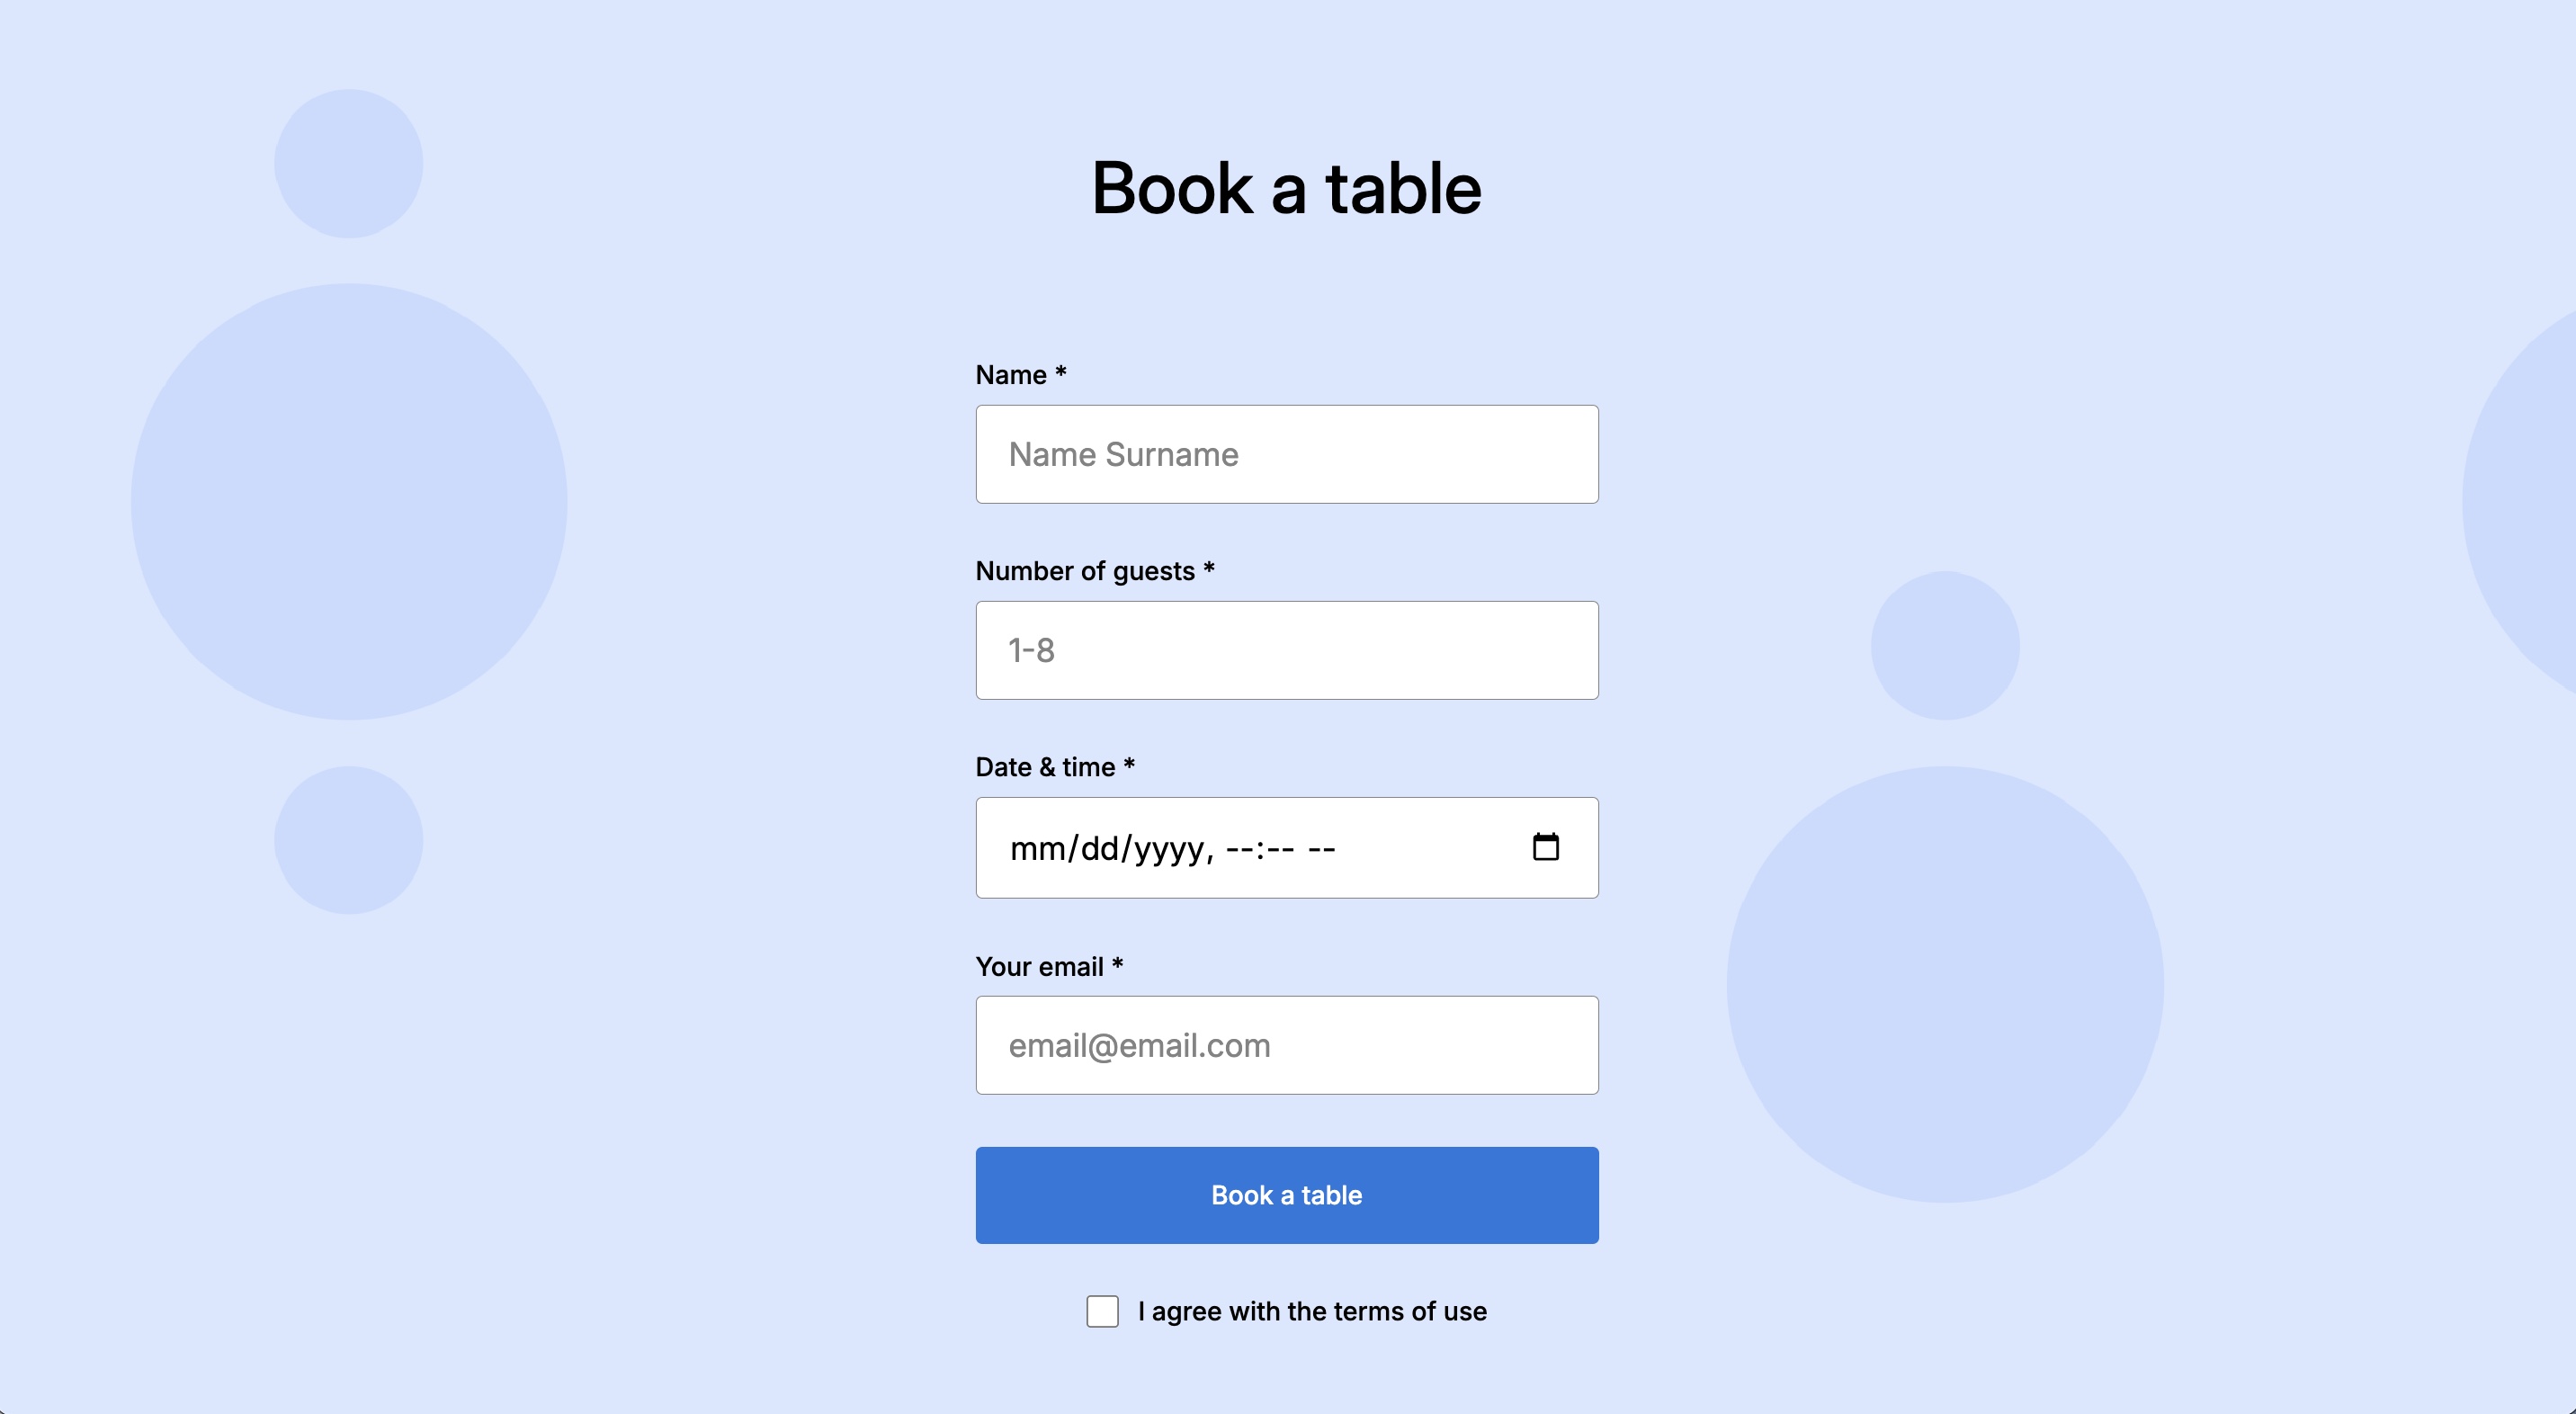 Book a table
Name *
Name Surname
Number of guests *
1-8
Date & time *
mm/dd/yyyy, --:-- --
Your email *
email@email.com
Book a table
I agree with the terms of use